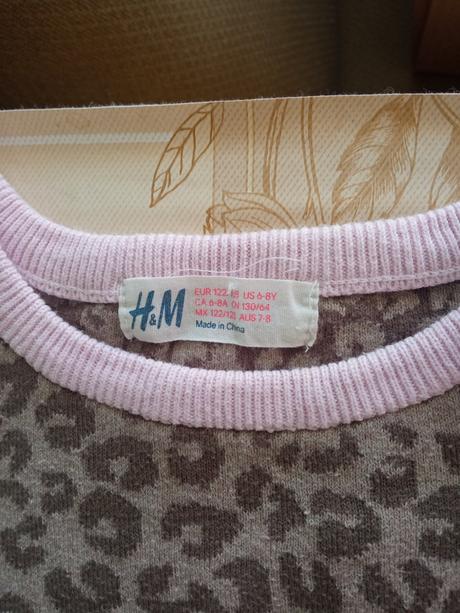 H&M
EUR 122/128 US 6-8Y
CA 6-8A CN 130/64
MX 122/128 AUS 7-8
Made in China